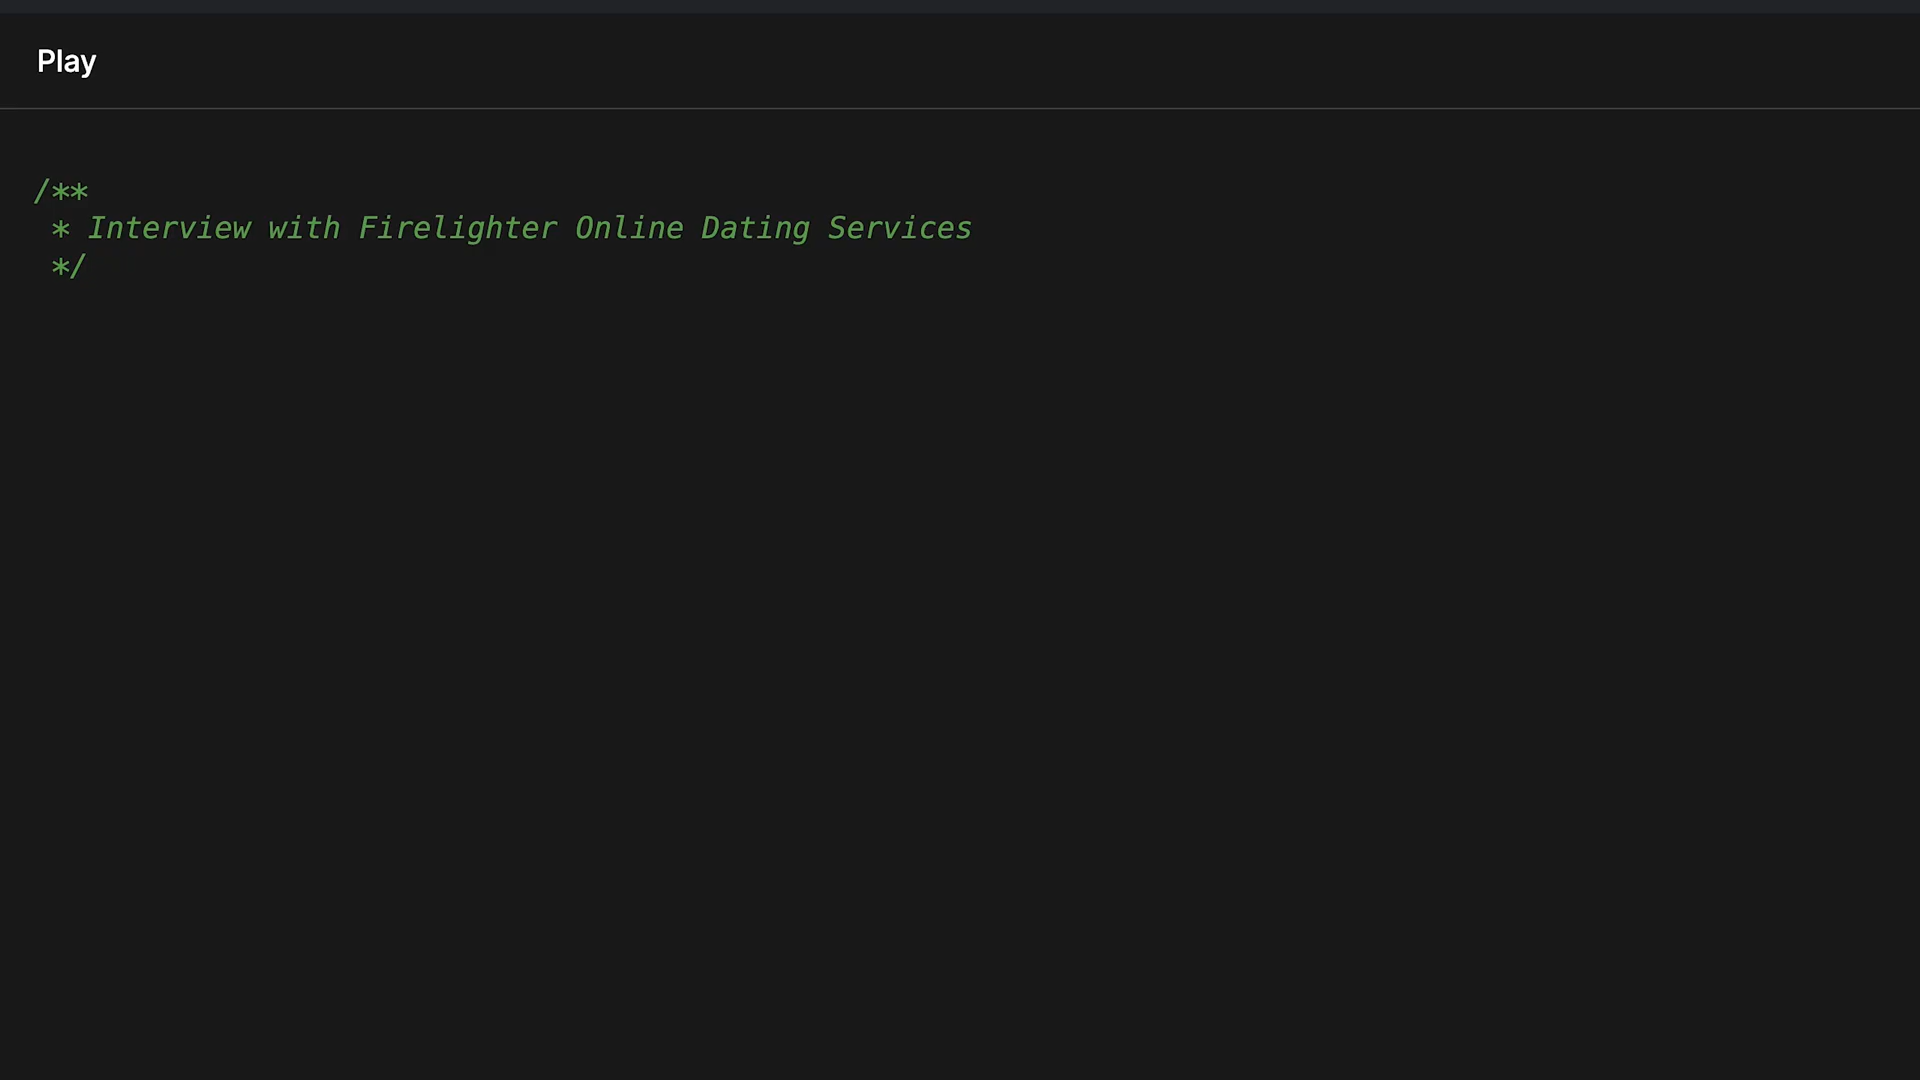 Play
/**
* Interview with Firelighter Online Dating Services
*/